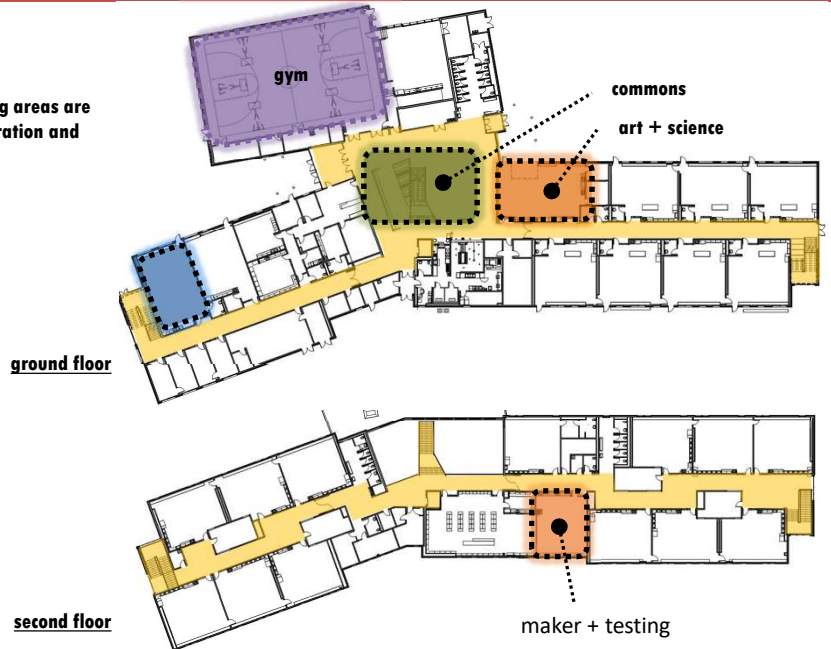 gym
commons
art + science
g areas are
ration and
ground floor
second floor
maker + testing